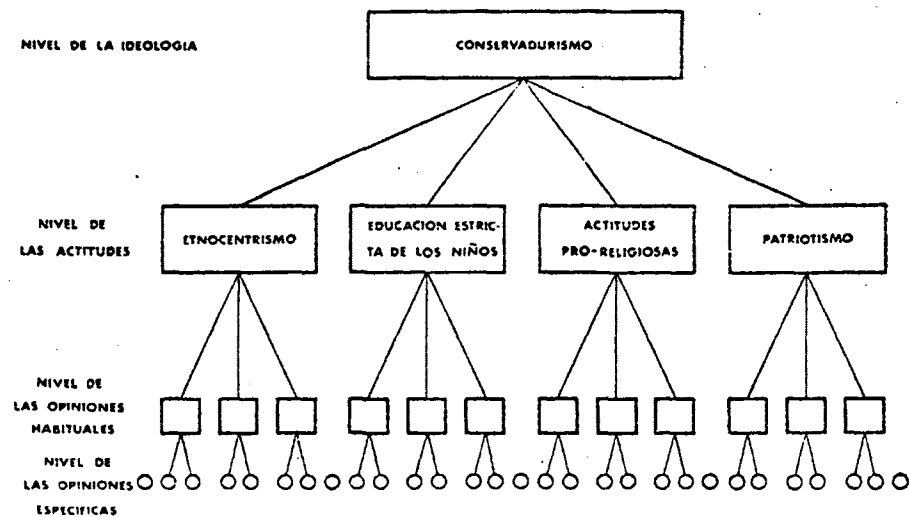 NIVEL DE LA IDEOLOGIA
CONSERVADURISMO
NIVEL DE
LAS ACTITUDES
ETNOCENTRISMO
EDUCACION ESTRIC-
TA DE LOS NIÑOS
ACTITUDES
PRO-RELIGIOSAS
PATRIOTISMO
NIVEL DE
LAS OPINIONES
HABITUALES
NIVEL DE
LAS OPINIONES
ESPECIFICAS